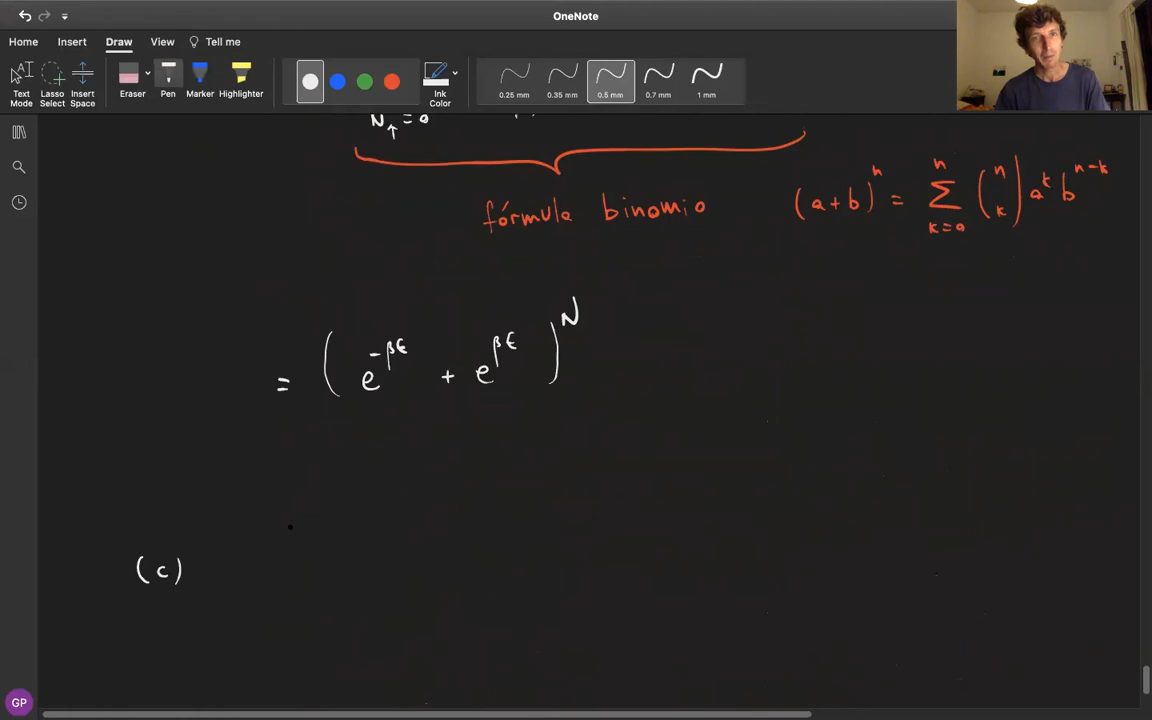 OneNote
Home Insert Draw View Tell me
Text Mode
Lasso Select
Insert Space
Eraser
Pen
Marker
Highlighter
Ink Color
0.25 mm
0.35 mm
0.5 mm
0.7 mm
1 mm
N↑ = 0
fórmula binomio (a+b)^n = ∑_{k=0}^{n} (n k) a^k b^{n-k}
= ( e^{-βε} + e^{βε} )^N
(c)
GP